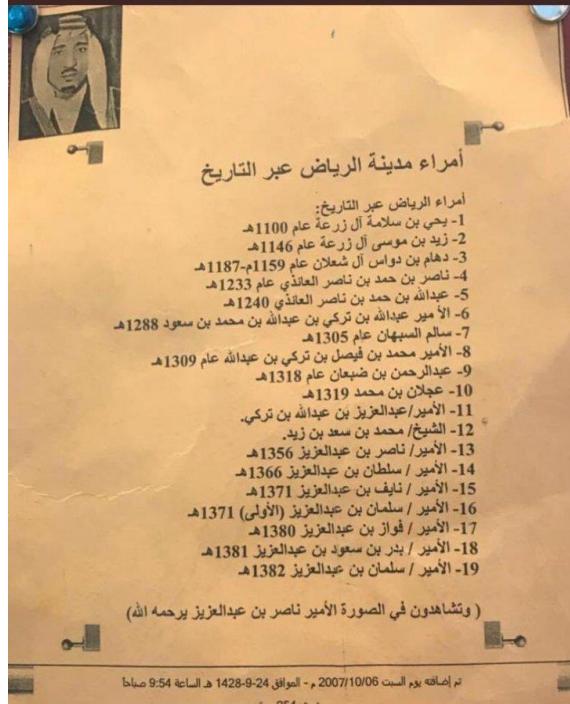 أمراء مدينة الرياض عبر التاريخ
أمراء الرياض عبر التاريخ:
1- يحي بن سلامة آل زرعة عام 1100هـ
2- زيد بن موسى آل زرعة عام 1146هـ
3- دهام بن دواس آل شعلان عام 1159م-1187هـ
4- ناصر بن حمد بن ناصر العائذي عام 1233هـ
5- عبدالله بن حمد بن ناصر العائذي 1240هـ
6- الأ مير عبدالله بن تركي بن عبدالله بن محمد بن سعود 1288هـ
7- سالم السبهان عام 1305هـ
8- الأمير محمد بن فيصل بن تركي بن عبدالله عام 1309هـ
9- عبدالرحمن بن ضبعان عام 1318هـ
10- عجلان بن محمد 1319هـ
11- الأمير/عبدالعزيز بن عبدالله بن تركي.
12- الشيخ/ محمد بن سعد بن زيد.
13- الأمير/ ناصر بن عبدالعزيز 1356هـ
14- الأمير / سلطان بن عبدالعزيز 1366هـ
15- الأمير / نايف بن عبدالعزيز 1371هـ
16- الأمير / سلمان بن عبدالعزيز (الأولى) 1371هـ
17- الأمير / فواز بن عبدالعزيز 1380هـ
18- الأمير / بدر بن سعود بن عبدالعزيز 1381هـ
19- الأمير / سلمان بن عبدالعزيز 1382هـ
( وتشاهدون في الصورة الأمير ناصر بن عبدالعزيز يرحمه الله)
تم إضافته يوم السبت 2007/10/06 م - الموافق 24-9-1428 هـ الساعة 9:54 صباحا